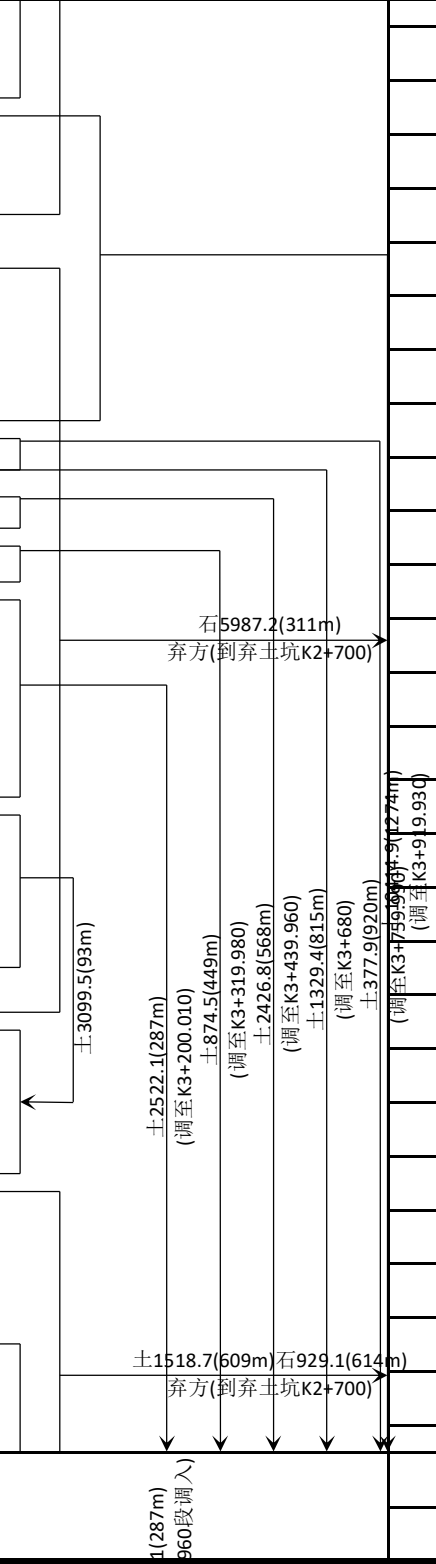 石5987.2(311m)
弃方(到弃土坑K2+700)
土3099.5(93m)
土2522.1(287m)
(调至K3+200.010)
土874.5(449m)
(调至K3+319.980)
土2426.8(568m)
(调至K3+439.960)
土1329.4(815m)
(调至K3+680)
土377.9(920m)
(调至K3+919.930)
土1518.7(609m)石929.1(614m)
弃方(到弃土坑K2+700)
1(287m)
960段调入)